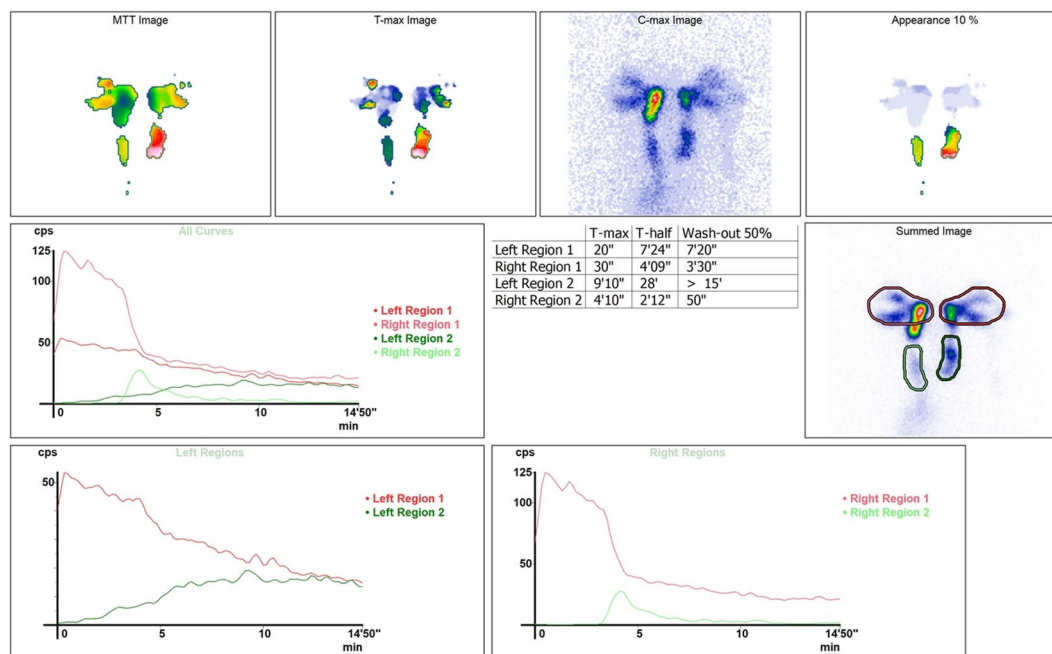 MTT Image
T-max Image
C-max Image
Appearance 10 %
cps
All Curves
125
100
50
• Left Region 1
• Right Region 1
• Left Region 2
• Right Region 2
0 5 10 14'50"
min
T-max T-half Wash-out 50%
Left Region 1 20" 7'24" 7'20"
Right Region 1 30" 4'09" 3'30"
Left Region 2 9'10" 28' > 15'
Right Region 2 4'10" 2'12" 50"
Summed Image
cps
Left Regions
50
• Left Region 1
• Left Region 2
0 5 10 14'50"
min
cps
Right Regions
125
100
50
• Right Region 1
• Right Region 2
0 5 10 14'50"
min